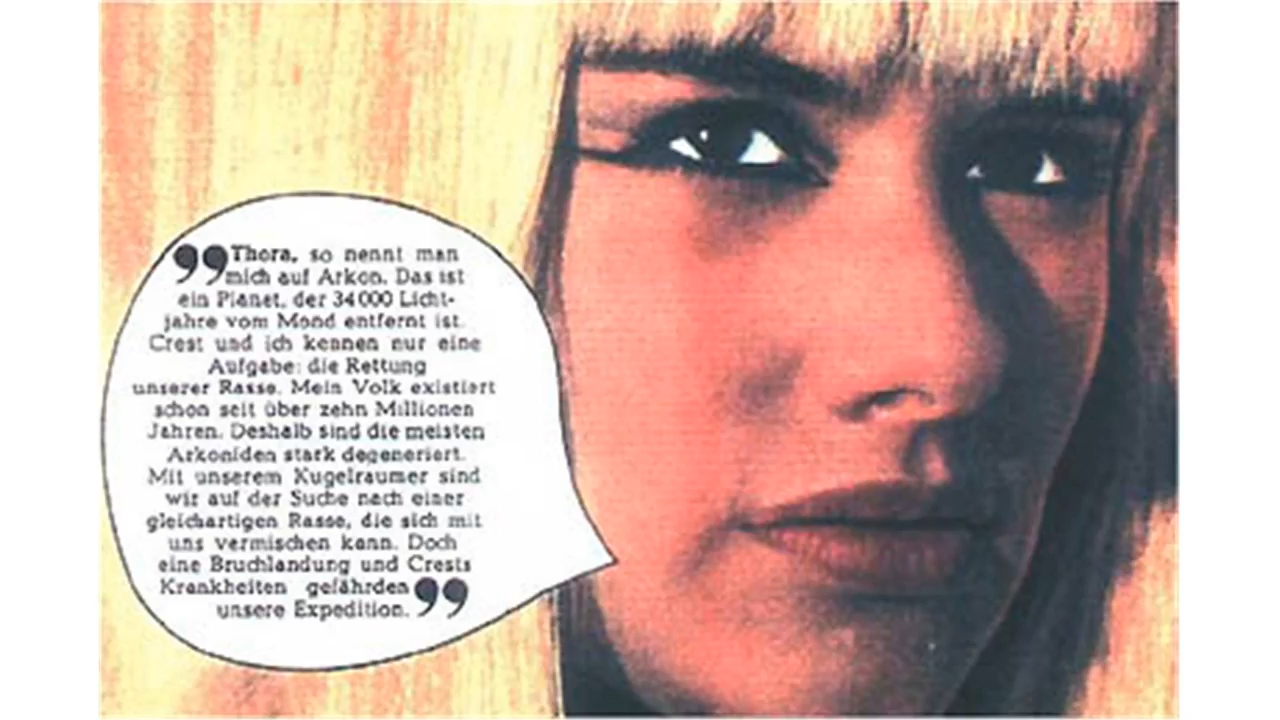 ❜❜Thora, so nennt man
mich auf Arkon. Das ist
ein Planet, der 34000 Licht-
jahre vom Mond entfernt ist.
Crest und ich kennen nur eine
Aufgabe: die Rettung
unserer Rasse. Mein Volk existiert
schon seit über zehn Millionen
Jahren. Deshalb sind die meisten
Arkoniden stark degeneriert.
Mit unserem Kugelraumer sind
wir auf der Suche nach einer
gleichartigen Rasse, die sich mit
uns vermischen kann. Doch
eine Bruchlandung und Crests
Krankheiten gefährden
unsere Expedition.❜❜